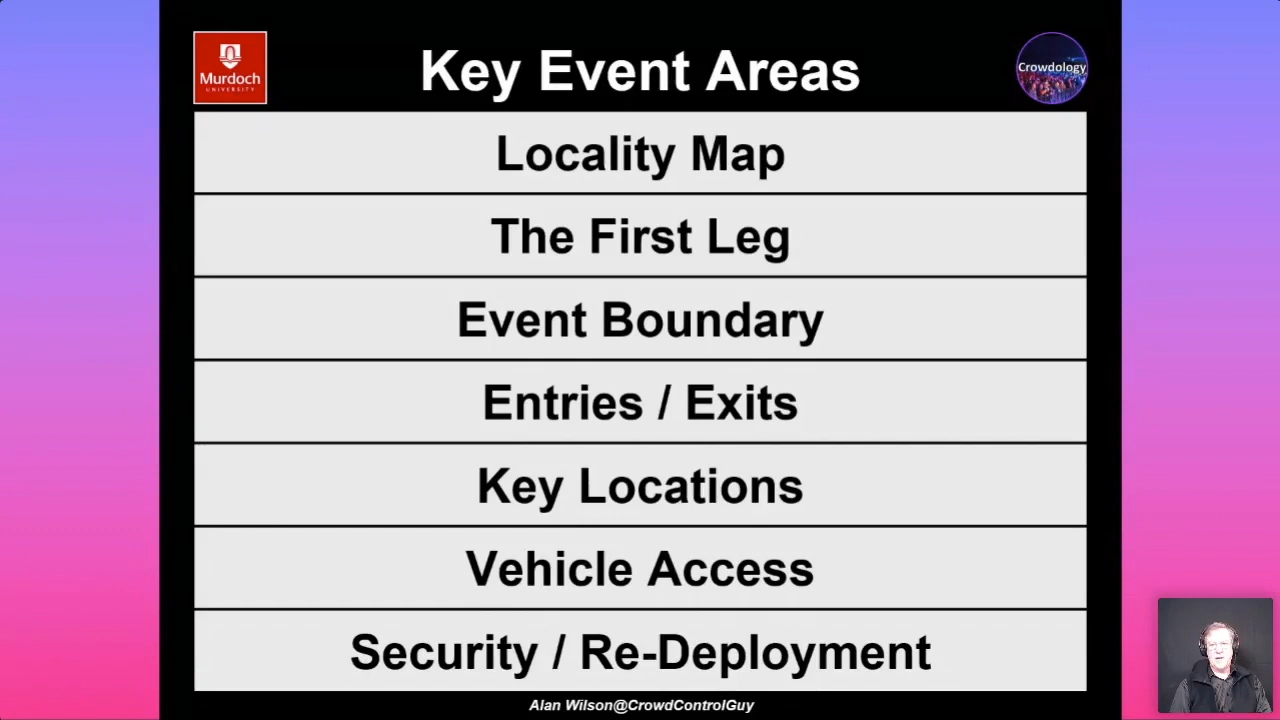 Murdoch
UNIVERSITY
Key Event Areas
Crowdology
Locality Map
The First Leg
Event Boundary
Entries / Exits
Key Locations
Vehicle Access
Security / Re-Deployment
Alan Wilson@CrowdControlGuy